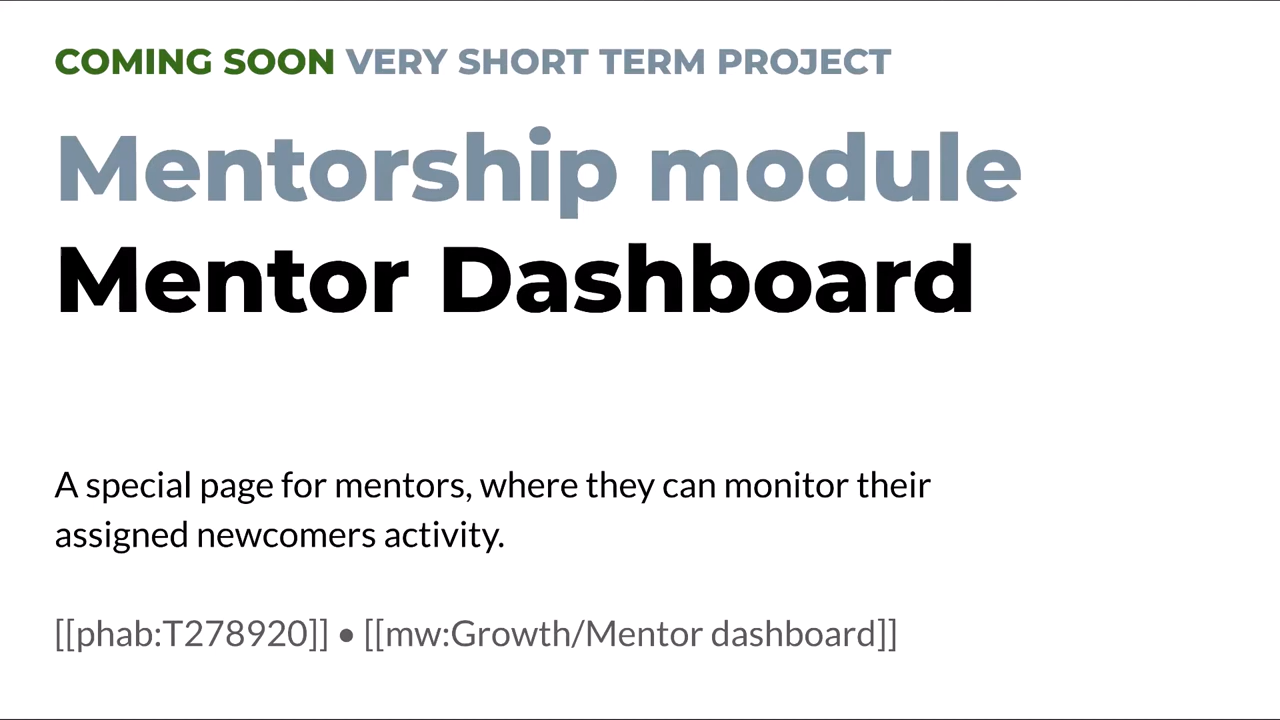 COMING SOON VERY SHORT TERM PROJECT
Mentorship module
Mentor Dashboard
A special page for mentors, where they can monitor their
assigned newcomers activity.
[[phab:T278920]] • [[mw:Growth/Mentor dashboard]]